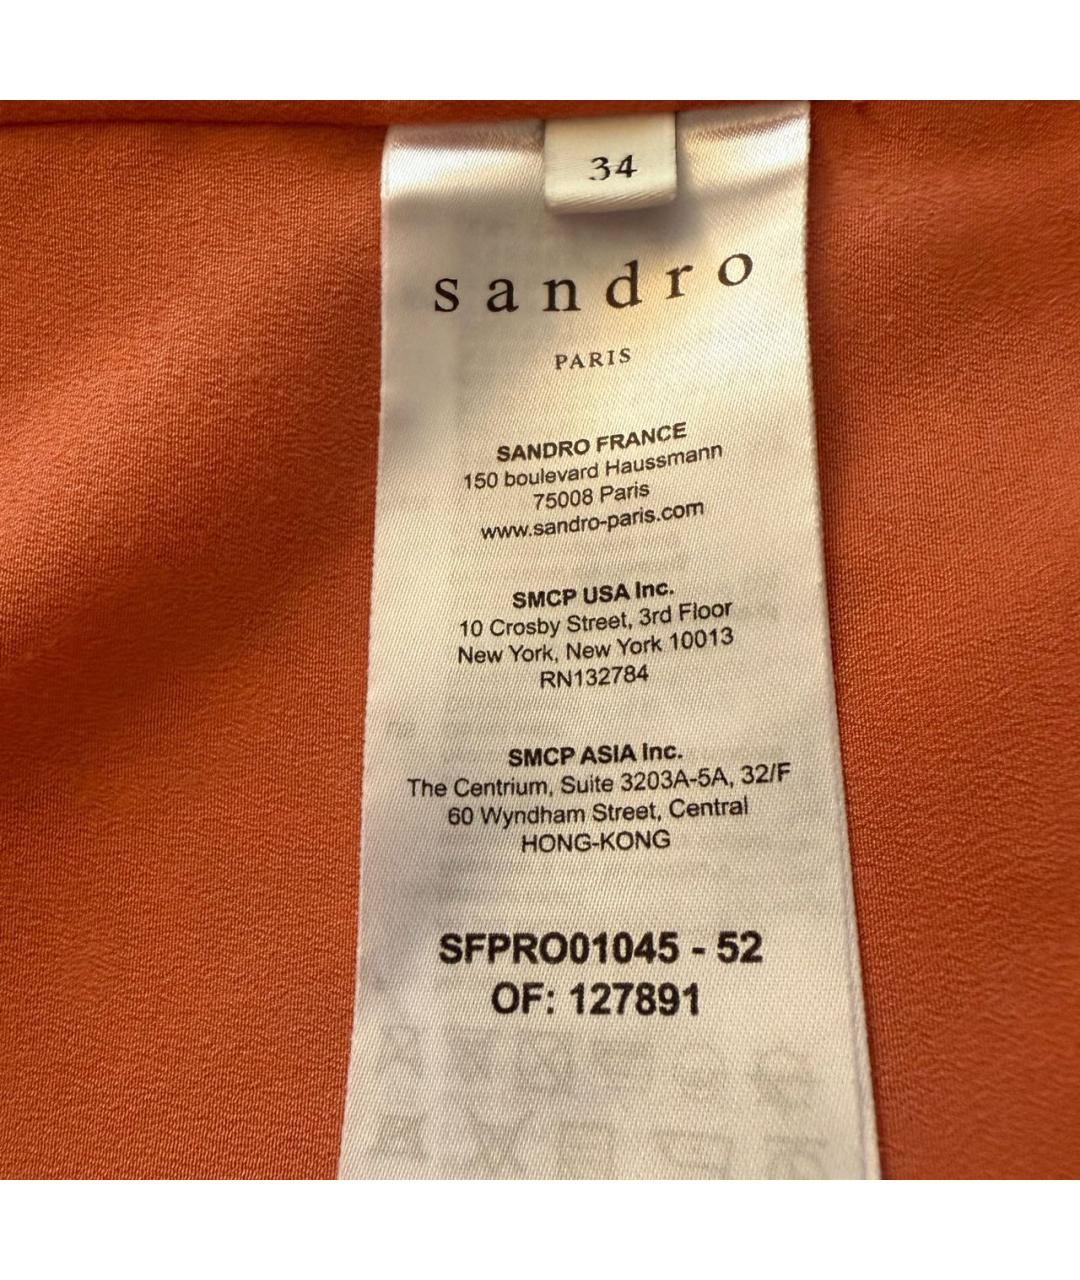 34
sandro
PARIS
SANDRO FRANCE
150 boulevard Haussmann
75008 Paris
www.sandro-paris.com
SMCP USA Inc.
10 Crosby Street, 3rd Floor
New York, New York 10013
RN132784
SMCP ASIA Inc.
The Centrium, Suite 3203A-5A, 32/F
60 Wyndham Street, Central
HONG-KONG
SFPRO01045 - 52
OF: 127891